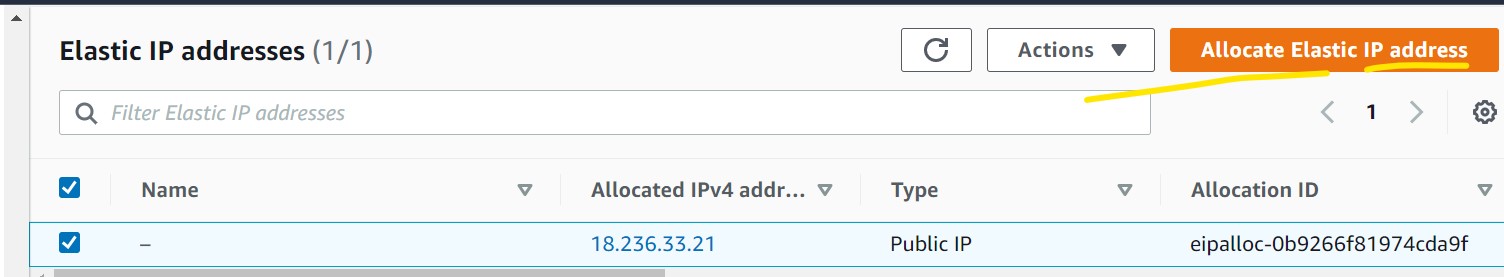 Elastic IP addresses (1/1) Actions Allocate Elastic IP address
Filter Elastic IP addresses 1
Name Allocated IPv4 addr... Type Allocation ID
– 18.236.33.21 Public IP eipalloc-0b9266f81974cda9f